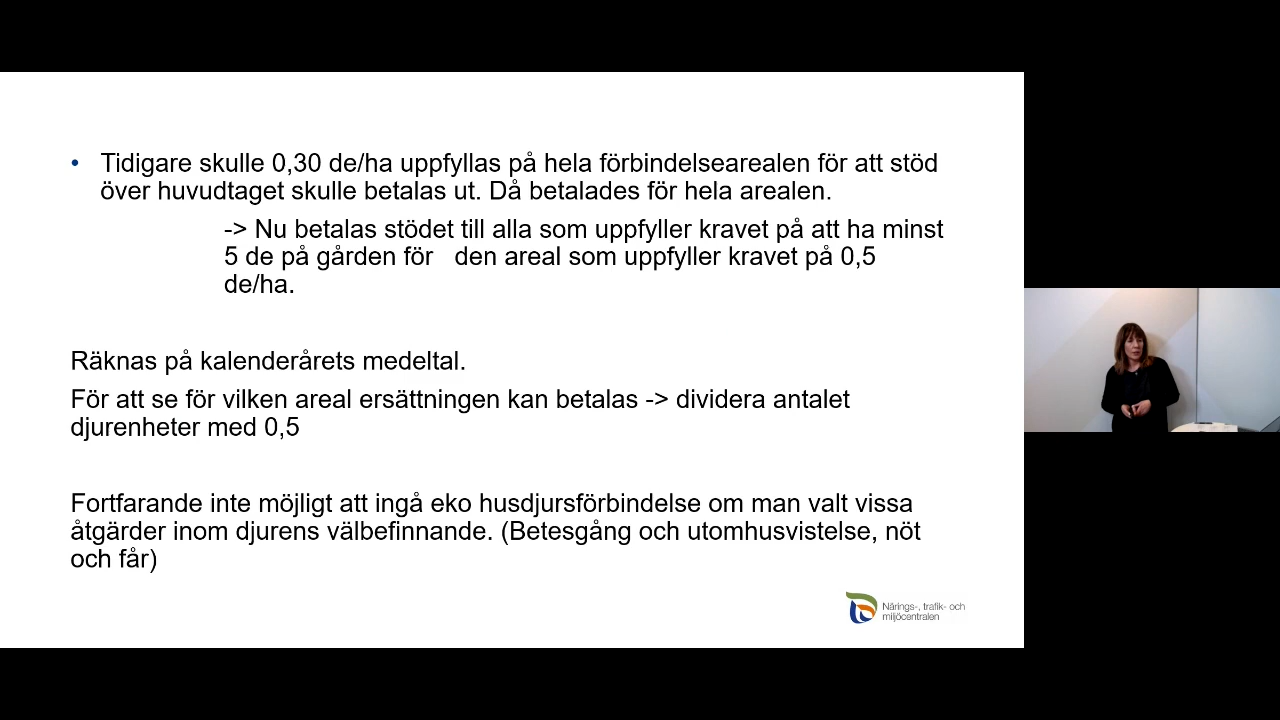 • Tidigare skulle 0,30 de/ha uppfyllas på hela förbindelsearealen för att stöd
över huvudtaget skulle betalas ut. Då betalades för hela arealen.
-> Nu betalas stödet till alla som uppfyller kravet på att ha minst
5 de på gården för   den areal som uppfyller kravet på 0,5
de/ha.
Räknas på kalenderårets medeltal.
För att se för vilken areal ersättningen kan betalas -> dividera antalet
djurenheter med 0,5
Fortfarande inte möjligt att ingå eko husdjursförbindelse om man valt vissa
åtgärder inom djurens välbefinnande. (Betesgång och utomhusvistelse, nöt
och får)
Närings-, trafik- och
miljöcentralen